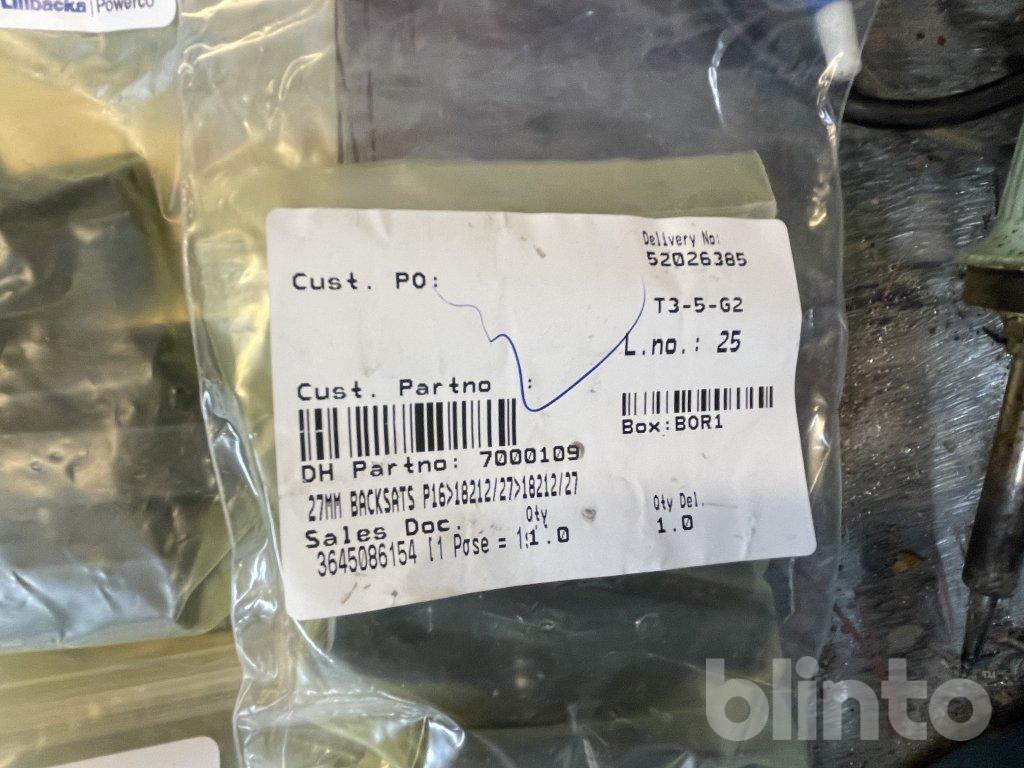 Lillbacka | Powerco
Delivery No:
52026385
Cust. PO:
T3-5-G2
L.no.: 25
Cust. Partno :
Box:BOR1
DH Partno: 7000109
27MM BACKSATS P16>18212/27>18212/27
Sales Doc.
Qty
Qty Del.
3645086154 [1 Pose = 1:1.0
1.0
blinto™